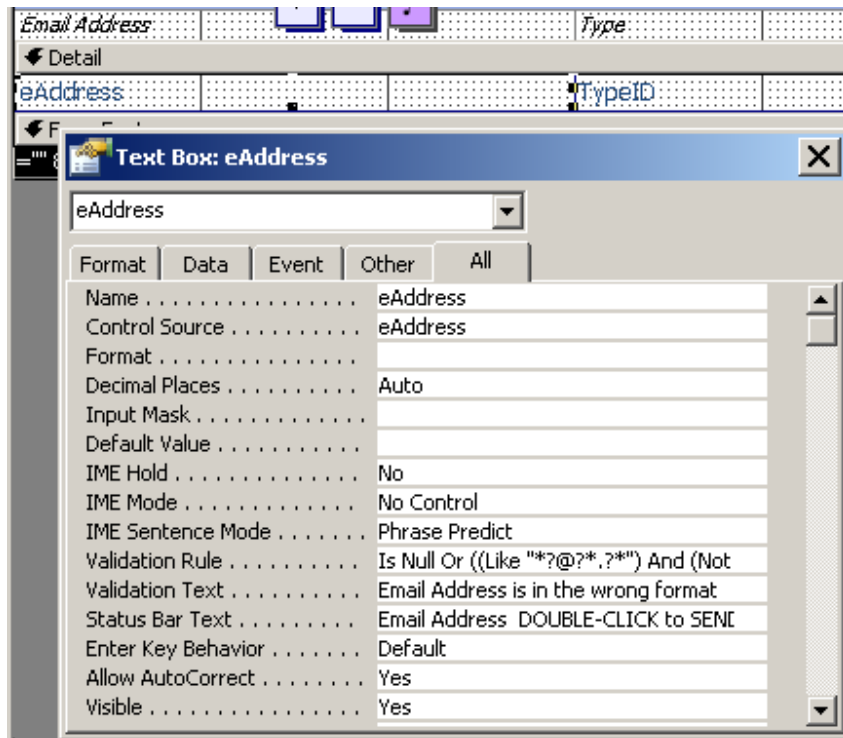 Email Address Type
Detail
eAddress TypeID
="" &
Text Box: eAddress
eAddress
Format Data Event Other All
Name . . . . . . . . . . . . . . . . . eAddress
Control Source . . . . . . . . . . eAddress
Format . . . . . . . . . . . . . . . .
Decimal Places . . . . . . . . . . Auto
Input Mask . . . . . . . . . . . . .
Default Value . . . . . . . . . . .
IME Hold . . . . . . . . . . . . . . No
IME Mode . . . . . . . . . . . . . No Control
IME Sentence Mode . . . . . . . Phrase Predict
Validation Rule . . . . . . . . . . Is Null Or ((Like "*?@?*.?*") And (Not
Validation Text . . . . . . . . . . Email Address is in the wrong format
Status Bar Text . . . . . . . . . Email Address DOUBLE-CLICK to SEND
Enter Key Behavior . . . . . . . Default
Allow AutoCorrect . . . . . . . . Yes
Visible . . . . . . . . . . . . . . . . Yes